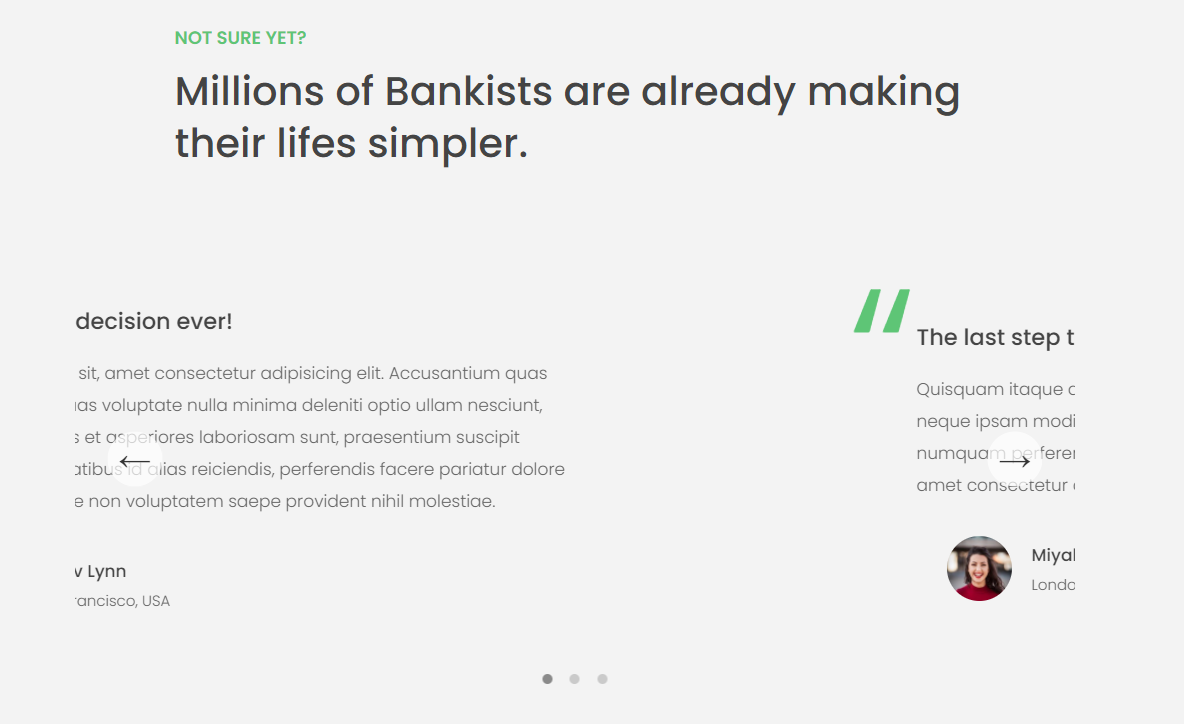 NOT SURE YET?
Millions of Bankists are already making
their lifes simpler.
decision ever!
sit, amet consectetur adipisicing elit. Accusantium quas
uas voluptate nulla minima deleniti optio ullam nesciunt,
s et asperiores laboriosam sunt, praesentium suscipit
atibus id alias reiciendis, perferendis facere pariatur dolore
e non voluptatem saepe provident nihil molestiae.
v Lynn
rancisco, USA
The last step t
Quisquam itaque
neque ipsam modi
numquam perferen
amet consectetur
Miyah
Londo